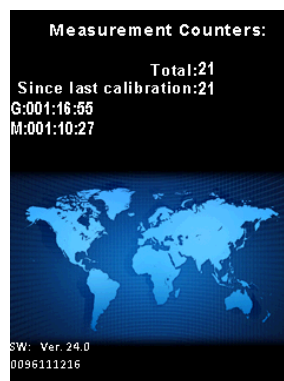 Measurement Counters:
Total:21
Since last calibration:21
G:001:16:55
M:001:10:27
SW: Ver. 24.0
0096111216